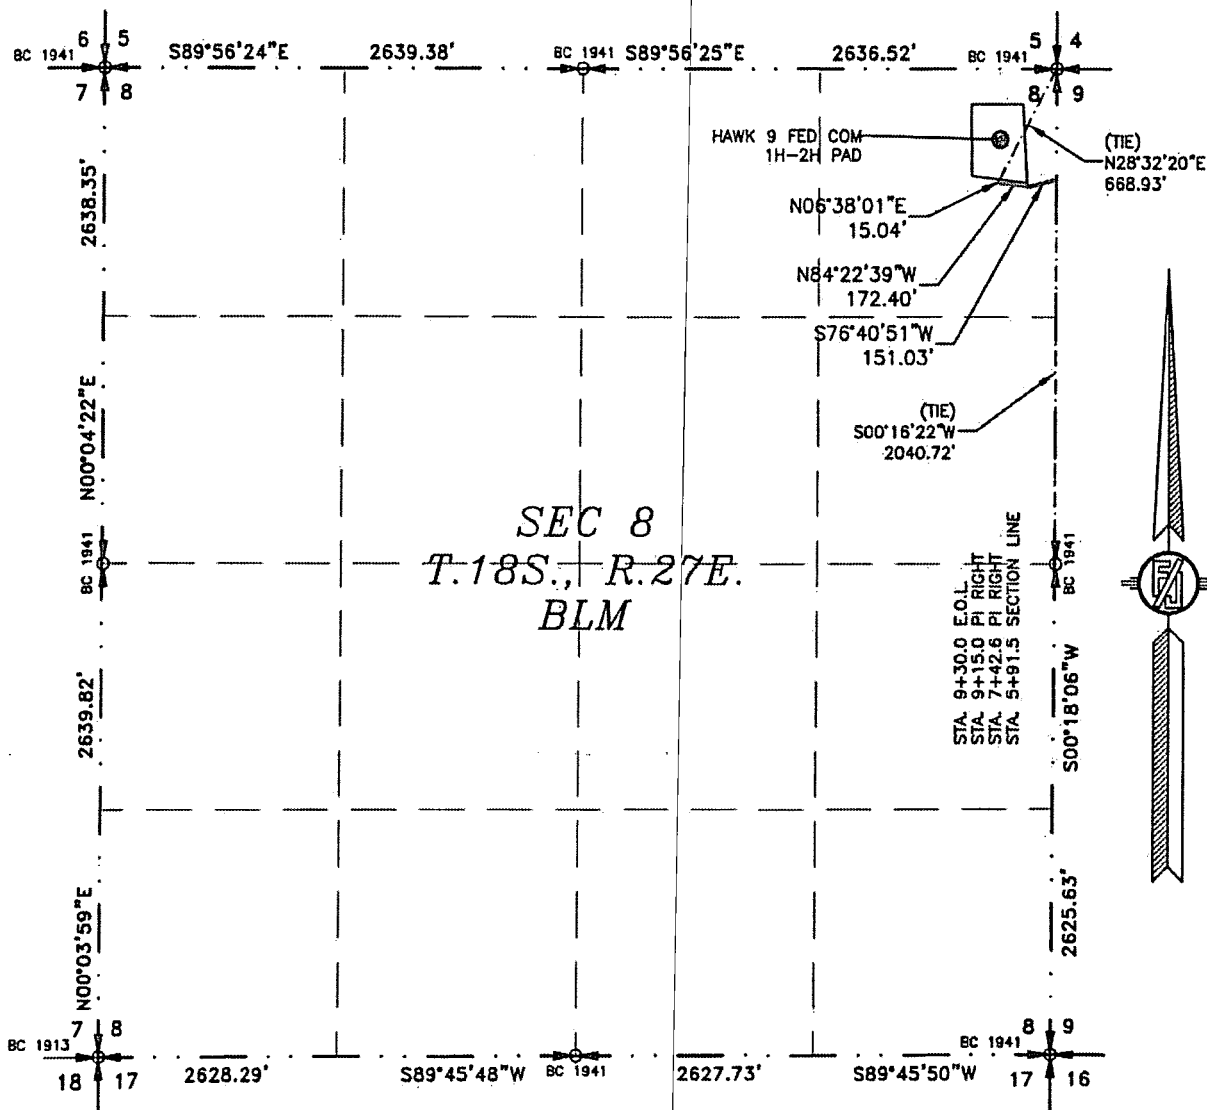 6 5
BC 1941
S89°56'24"E
2639.38'
BC 1941
S89°56'25"E
2636.52'
BC 1941
5 4
7 8
8 9
HAWK 9 FED COM
1H-2H PAD
(TIE)
N28°32'20"E
668.93'
2638.35'
N06°38'01"E
15.04'
N84°22'39"W
172.40'
S76°40'51"W
151.03'
N00°04'22"E
(TIE)
S00°16'22"W
2040.72'
SEC 8
T.18S., R.27E.
BLM
BC 1941
BC 1941
STA. 9+30.0 E.O.L.
STA. 9+15.0 PI RIGHT
STA. 7+42.6 PI RIGHT
STA. 5+91.5 SECTION LINE
2639.82'
S00°18'06"W
N00°03'59"E
2625.63'
7 8
8 9
BC 1913
BC 1941
18 17
2628.29'
S89°45'48"W
BC 1941
2627.73'
S89°45'50"W
17 16